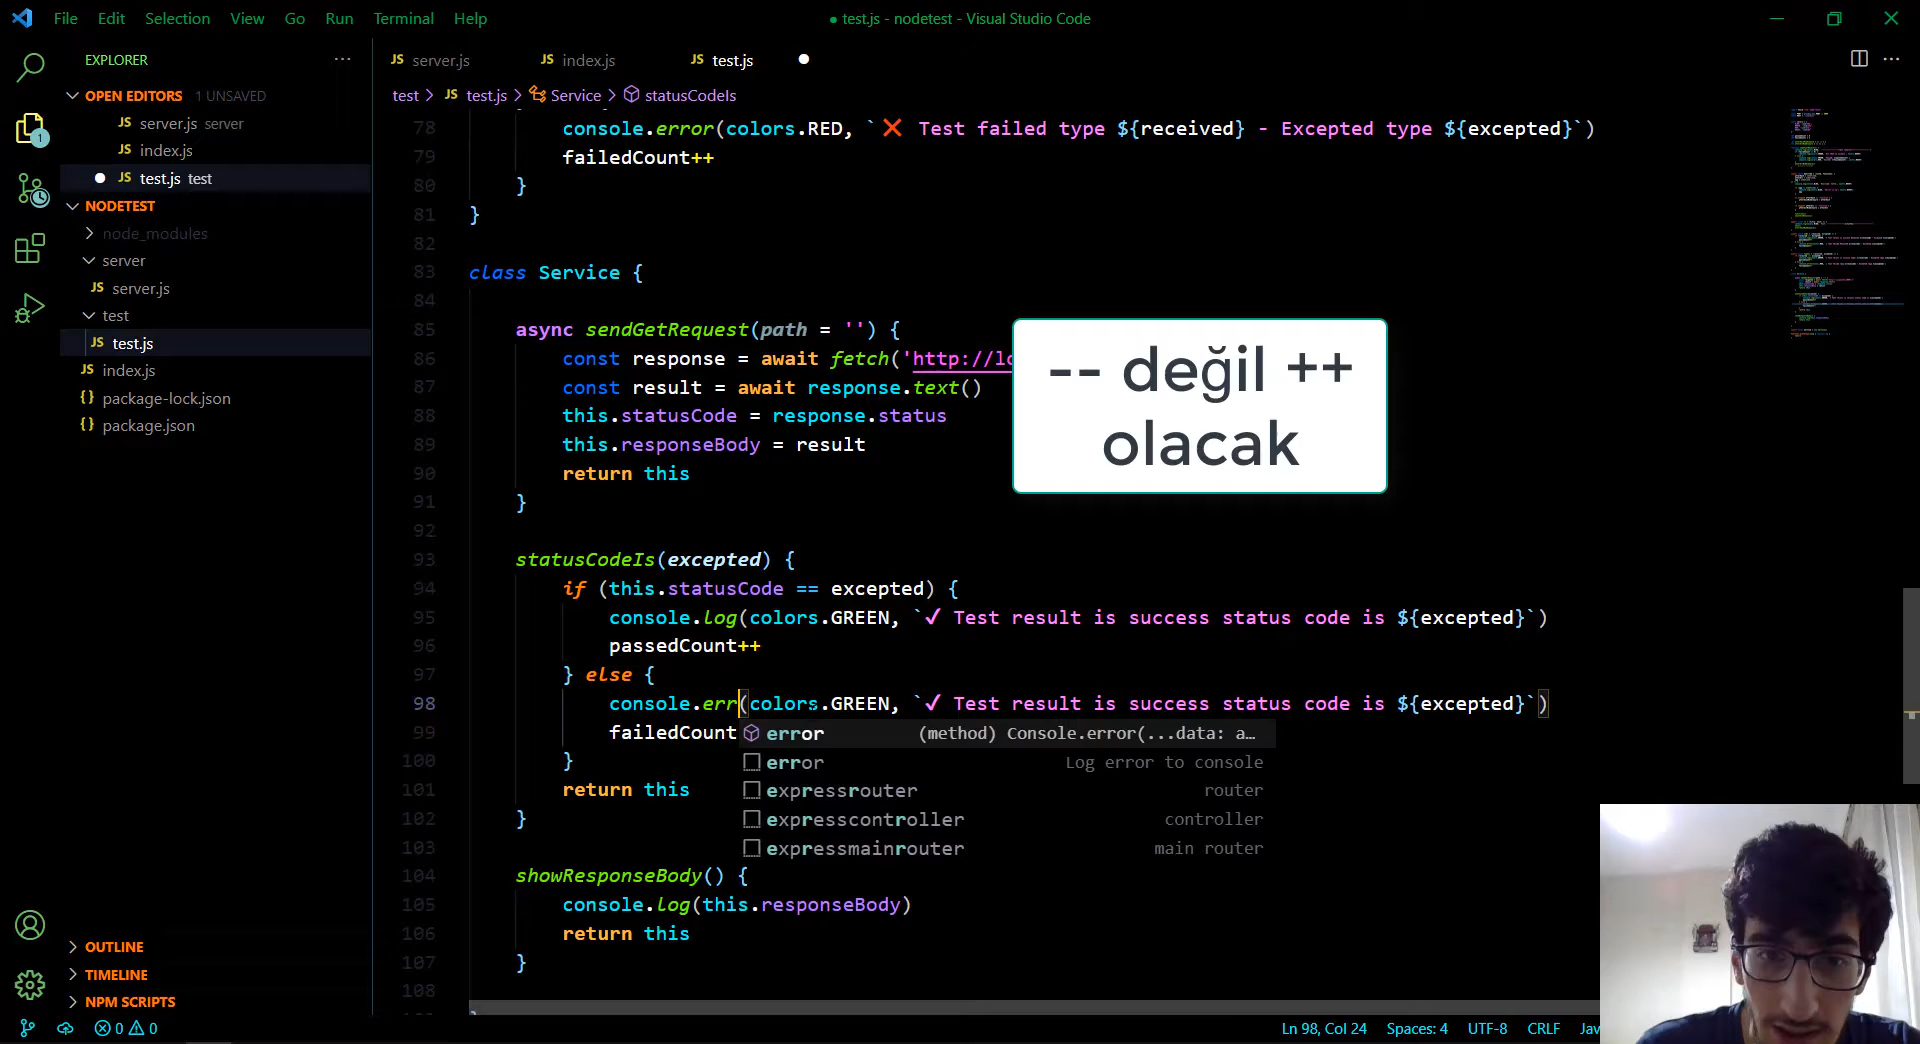 File Edit Selection View Go Run Terminal Help
● test.js - nodetest - Visual Studio Code
EXPLORER
OPEN EDITORS 1 UNSAVED
JS server.js server
JS index.js
JS test.js test
NODETEST
node_modules
server
JS server.js
test
JS test.js
JS index.js
{} package-lock.json
{} package.json
OUTLINE
TIMELINE
NPM SCRIPTS
JS server.js JS index.js JS test.js
test > JS test.js > Service > statusCodeIs
78 console.error(colors.RED, `❌ Test failed type ${received} - Excepted type ${excepted}`)
79 failedCount++
80 }
81 }
82
83 class Service {
84
85 async sendGetRequest(path = '') {
86 const response = await fetch('http://lo
87 const result = await response.text()
88 this.statusCode = response.status
89 this.responseBody = result
90 return this
91 }
92
93 statusCodeIs(excepted) {
94 if (this.statusCode == excepted) {
95 console.log(colors.GREEN, `✓ Test result is success status code is ${excepted}`)
96 passedCount++
97 } else {
98 console.err(colors.GREEN, `✓ Test result is success status code is ${excepted}`)
99 failedCount
100 }
101 return this
102 }
103
104 showResponseBody() {
105 console.log(this.responseBody)
106 return this
107 }
108
error (method) Console.error(...data: a…
error Log error to console
expressrouter router
expresscontroller controller
expressmainrouter main router
-- değil ++
olacak
1
0 0
Ln 98, Col 24 Spaces: 4 UTF-8 CRLF